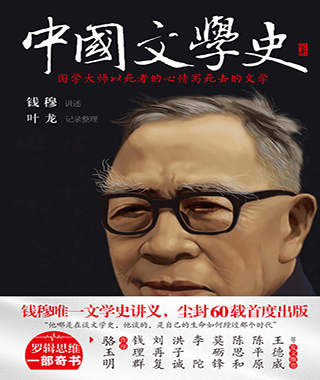 中國文學史
国学大师以死者的心情写死去的文学
钱穆 讲述
叶龙 记录整理
钱穆唯一文学史讲义，尘封60载首度出版
“他哪是在谈文学史，他谈的，是自己的生命如何过那个时代”
罗辑思维
一部奇书
骆玉明
钱理群
刘再复
洪子诚
李陀
莫砺锋
陈思和
陈平原
王德威
等